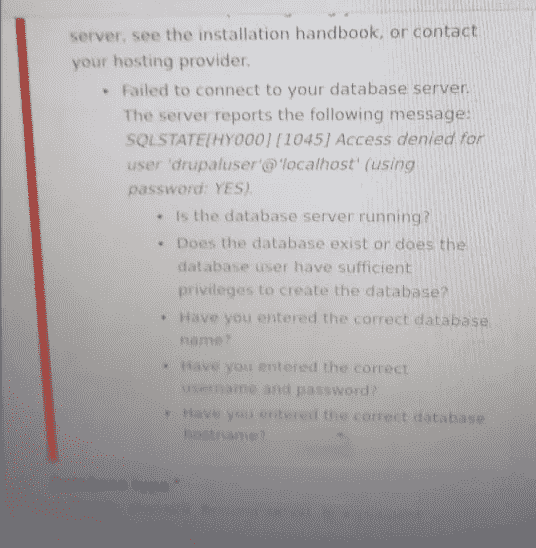 server, see the installation handbook, or contact
your hosting provider.
• Failed to connect to your database server.
The server reports the following message:
SQLSTATE[HY000] [1045] Access denied for
user 'drupaluser'@'localhost' (using
password: YES).
• Is the database server running?
• Does the database exist or does the
database user have sufficient
privileges to create the database?
• Have you entered the correct database
name?
• Have you entered the correct
username and password?
• Have you entered the correct database
hostname?